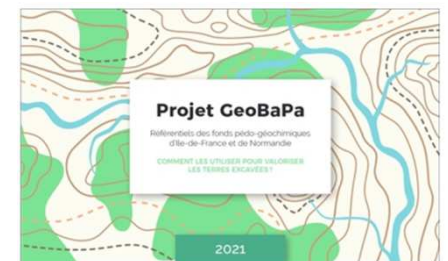 Projet GeoBaPa
Référentiels des fonds pédo-géochimiques
d'Ile-de-France et de Normandie
COMMENT LES UTILISER POUR VALORISER
LES TERRES EXCAVÉES ?
2021